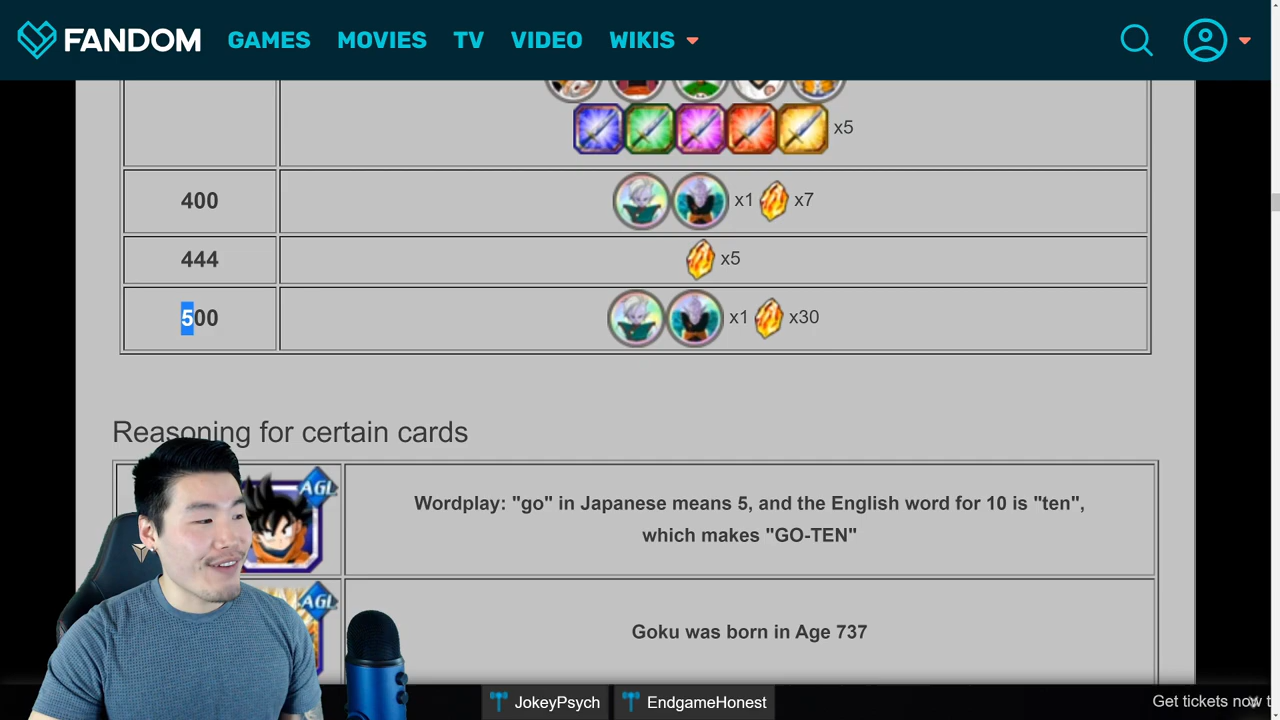 FANDOM GAMES MOVIES TV VIDEO WIKIS
x5
400 x1 x7
444 x5
500 x1 x30
Reasoning for certain cards
AGL
Wordplay: "go" in Japanese means 5, and the English word for 10 is "ten",
which makes "GO-TEN"
AGL
Goku was born in Age 737
JokeyPsych EndgameHonest Get tickets now t